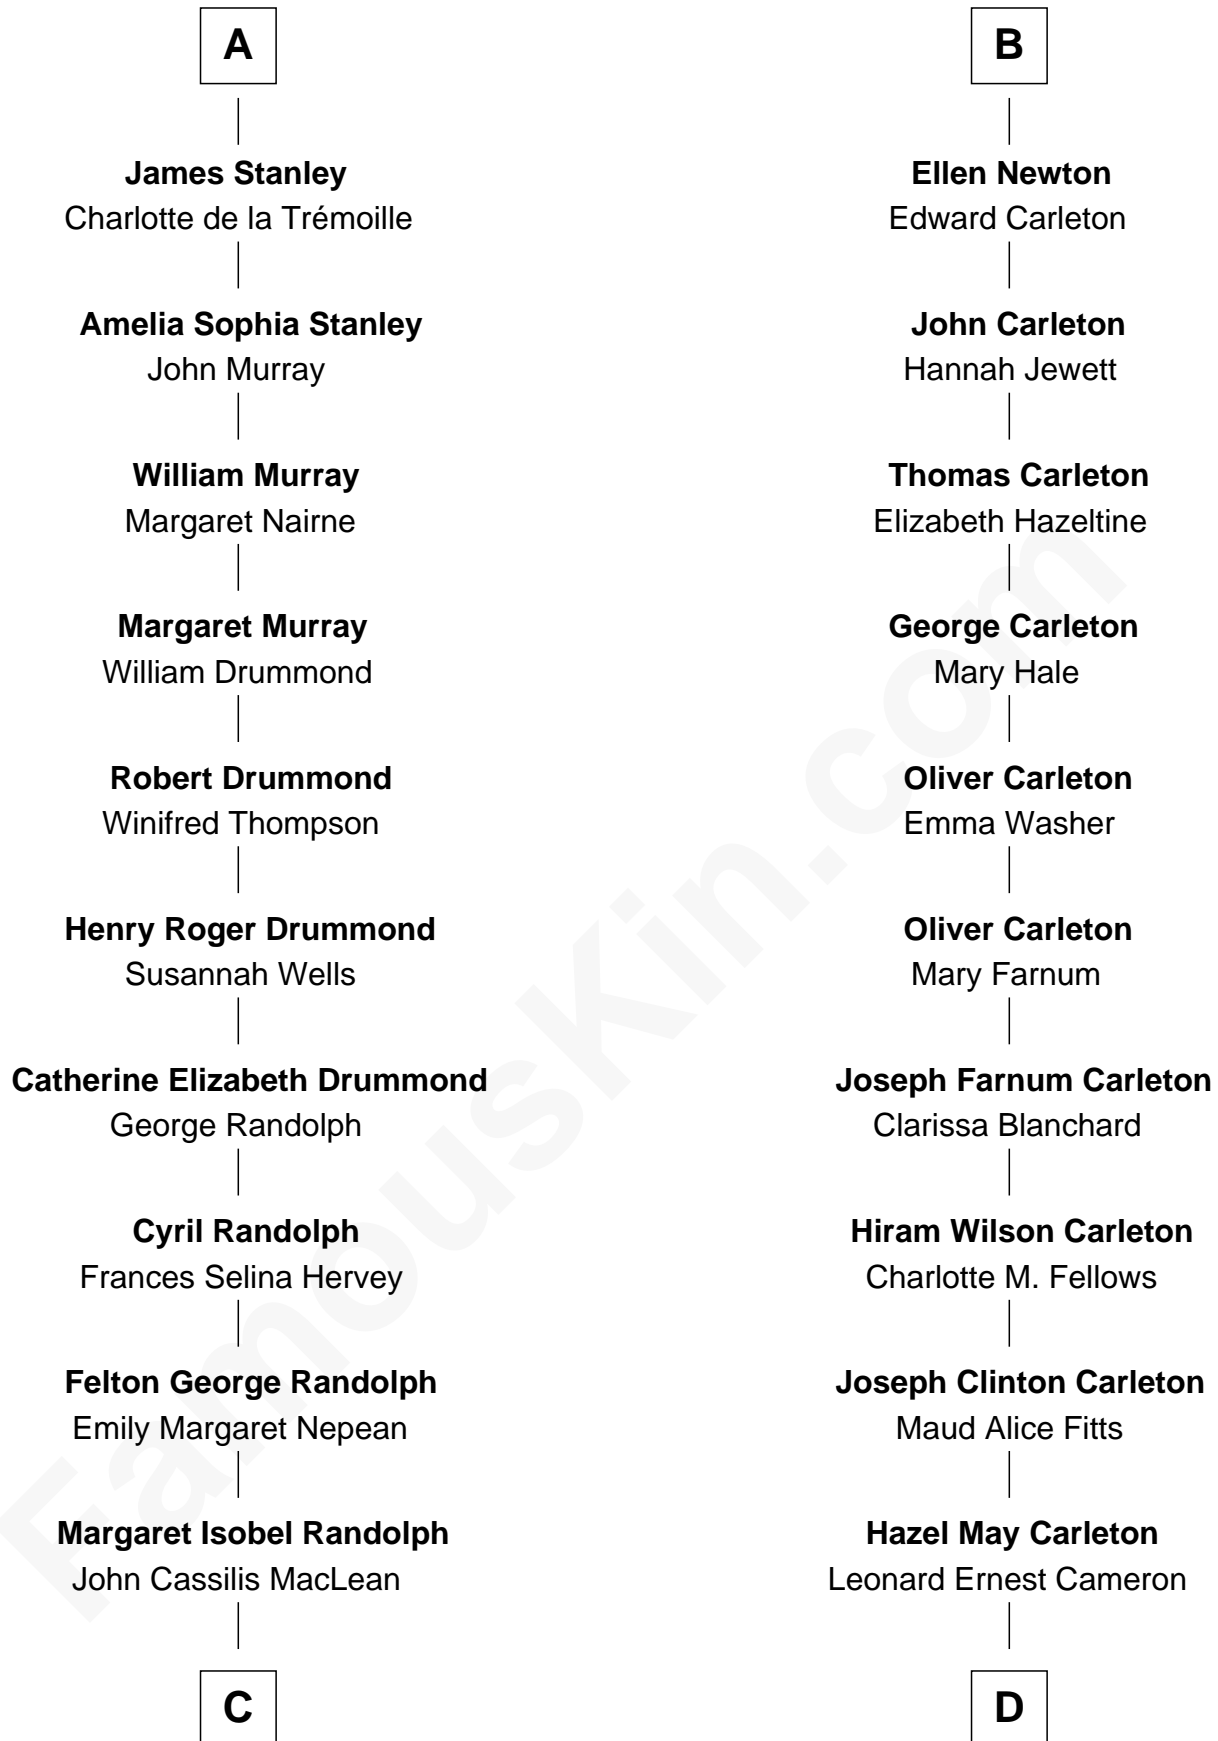 A
James Stanley
Charlotte de la Trémoille
Amelia Sophia Stanley
John Murray
William Murray
Margaret Nairne
Margaret Murray
William Drummond
Robert Drummond
Winifred Thompson
Henry Roger Drummond
Susannah Wells
Catherine Elizabeth Drummond
George Randolph
Cyril Randolph
Frances Selina Hervey
Felton George Randolph
Emily Margaret Nepean
Margaret Isobel Randolph
John Cassilis MacLean
C
B
Ellen Newton
Edward Carleton
John Carleton
Hannah Jewett
Thomas Carleton
Elizabeth Hazeltine
George Carleton
Mary Hale
Oliver Carleton
Emma Washer
Oliver Carleton
Mary Farnum
Joseph Farnum Carleton
Clarissa Blanchard
Hiram Wilson Carleton
Charlotte M. Fellows
Joseph Clinton Carleton
Maud Alice Fitts
Hazel May Carleton
Leonard Ernest Cameron
D
FamousKin.com